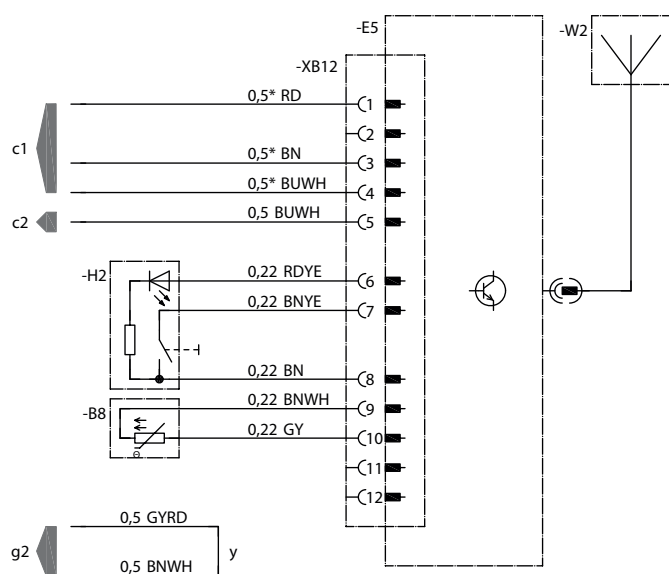 -E5
-W2
-XB12
0,5* RD
1
2
c1
0,5* BN
3
0,5* BUWH
4
c2
0,5 BUWH
5
-H2
0,22 RDYE
6
0,22 BNYE
7
0,22 BN
8
-B8
0,22 BNWH
9
0,22 GY
10
Θ
11
12
0,5 GYRD
g2
y
0,5 BNWH